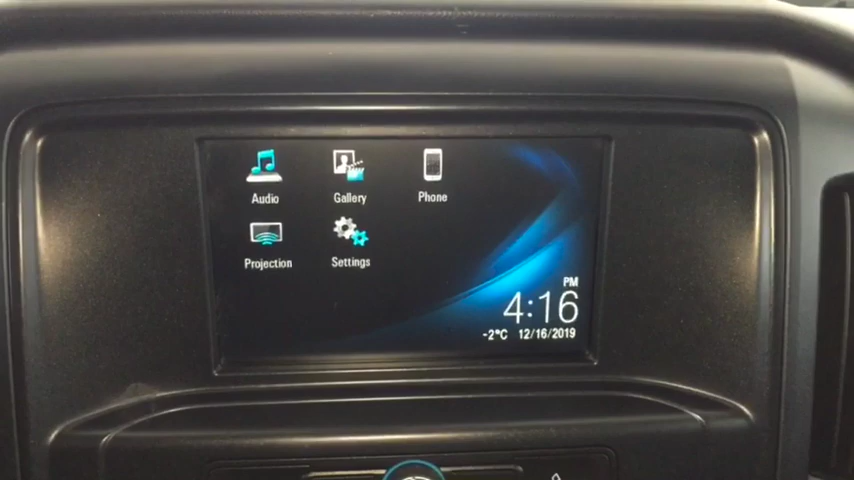 Audio
Gallery
Phone
Projection
Settings
PM
4:16
-2°C 12/16/2019